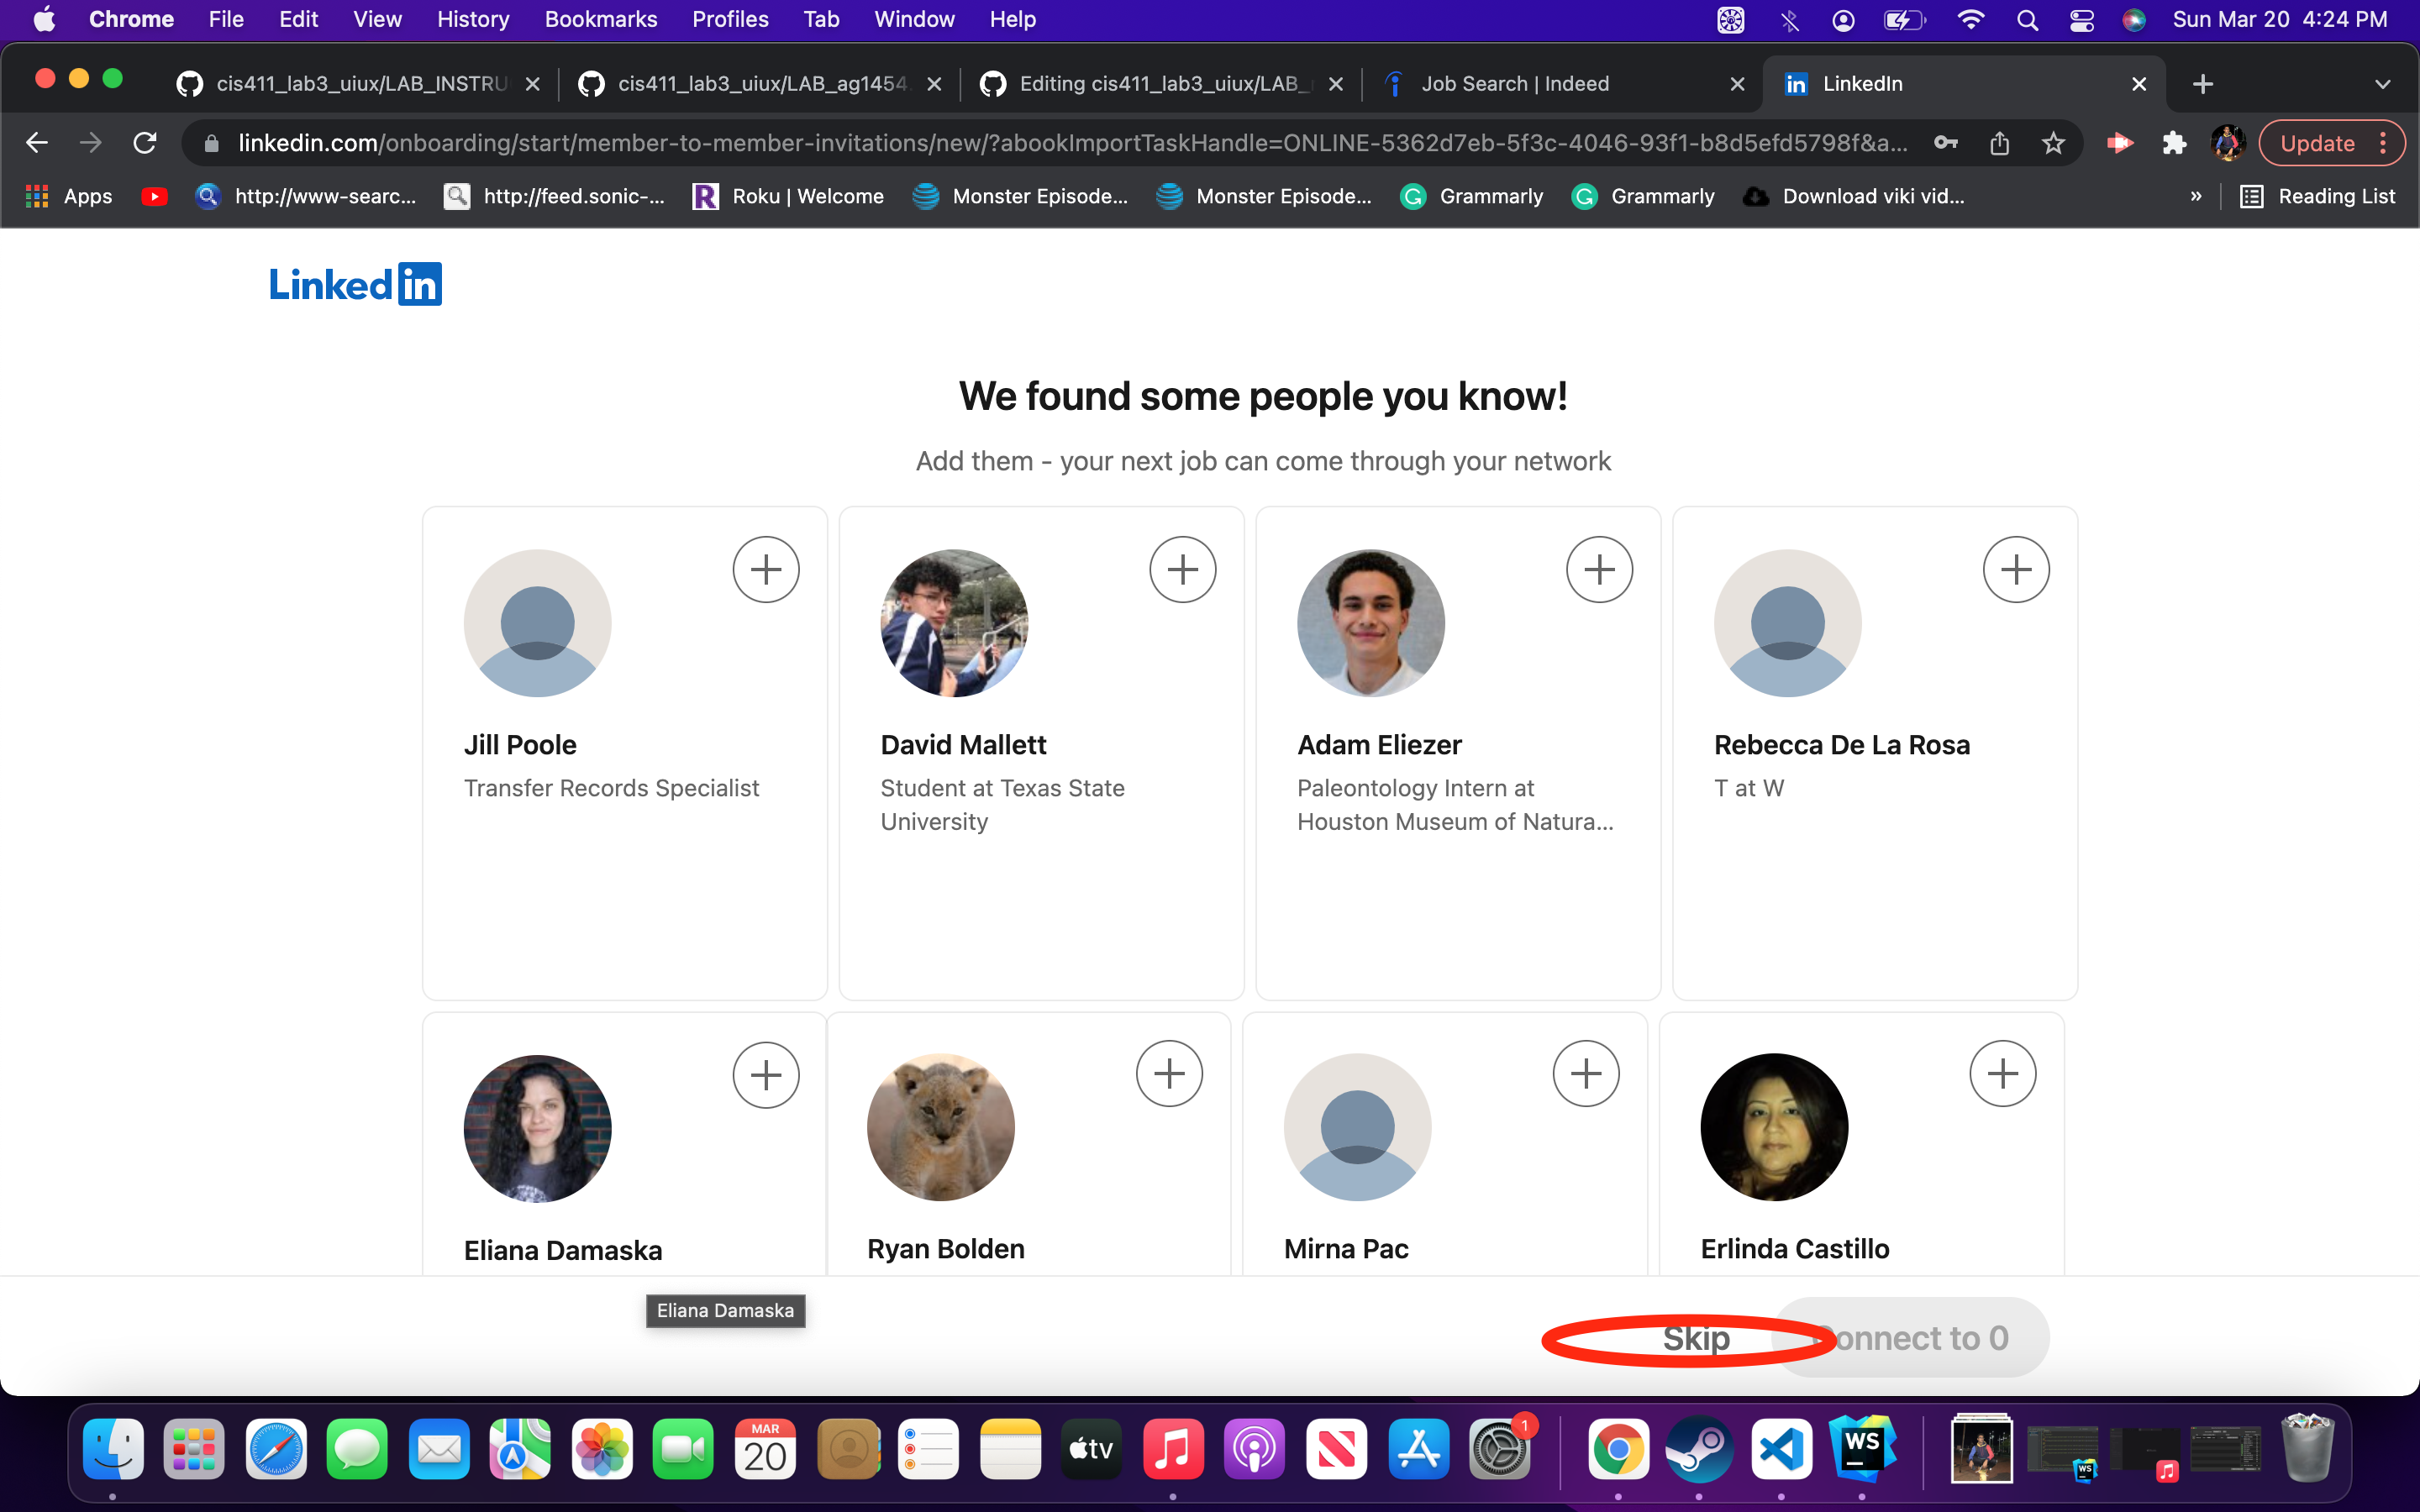 Chrome File Edit View History Bookmarks Profiles Tab Window Help Sun Mar 20 4:24 PM
cis411_lab3_uiux/LAB_INSTRU cis411_lab3_uiux/LAB_ag1454. Editing cis411_lab3_uiux/LAB_ Job Search | Indeed in LinkedIn
linkedin.com/onboarding/start/member-to-member-invitations/new/?abookImportTaskHandle=ONLINE-5362d7eb-5f3c-4046-93f1-b8d5efd5798f&a... Update
Apps http://www-searc... http://feed.sonic-... R Roku | Welcome Monster Episode... Monster Episode... G Grammarly G Grammarly Download viki vid... » Reading List
Linked in
We found some people you know!
Add them - your next job can come through your network
Jill Poole
Transfer Records Specialist
David Mallett
Student at Texas State
University
Adam Eliezer
Paleontology Intern at
Houston Museum of Natura...
Rebecca De La Rosa
T at W
Eliana Damaska
Ryan Bolden
Mirna Pac
Erlinda Castillo
Eliana Damaska
Skip
onnect to 0
MAR
20
tv
1
WS
WS